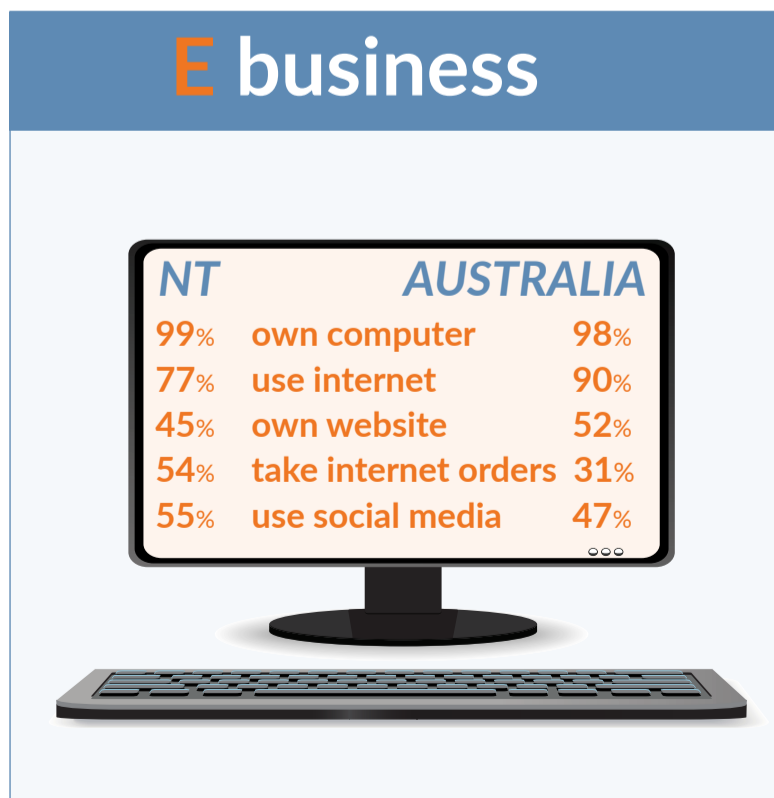 E business
NT AUSTRALIA
99% own computer 98%
77% use internet 90%
45% own website 52%
54% take internet orders 31%
55% use social media 47%